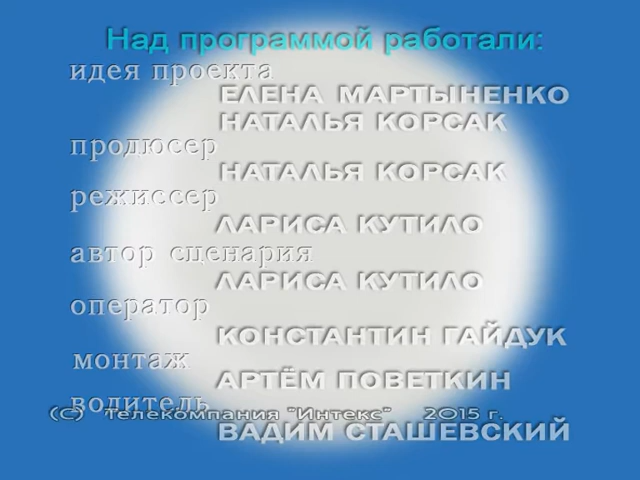 Над программой работали:
идея проекта
ЕЛЕНА МАРТЫНЕНКО
НАТАЛЬЯ КОРСАК
продюсер
НАТАЛЬЯ КОРСАК
режиссер
ЛАРИСА КУТИЛО
автор сценария
ЛАРИСА КУТИЛО
оператор
КОНСТАНТИН ГАЙДУК
монтаж
АРТЁМ ПОВЕТКИН
водитель
(С) Телекомпания "Интекс" 2015 г.
ВАДИМ СТАШЕВСКИЙ